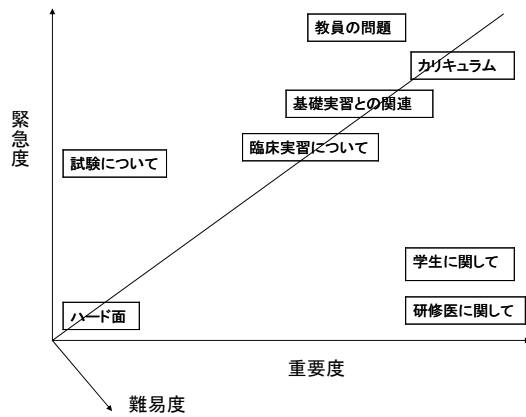 教員の問題
カリキュラム
基礎実習との関連
緊急度
臨床実習について
試験について
学生に関して
研修医に関して
ハード面
重要度
難易度